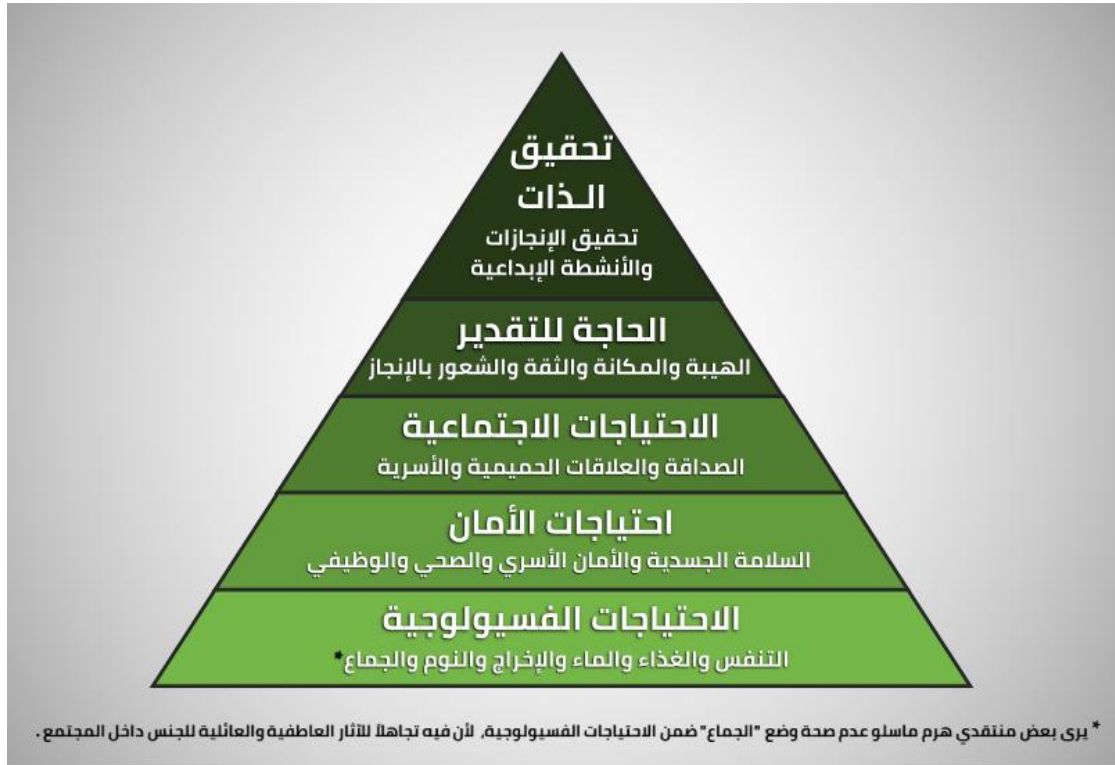 تحقيق
الـذات
تحقيق الإنجازات
والأنشطة الإبداعية
الحاجة للتقدير
الهيبة والمكانة والثقة والشعور بالإنجاز
الاحتياجات الاجتماعية
الصداقة والعلاقات الحميمية والأسرية
احتياجات الأمان
السلامة الجسدية والأمان الأسري والصحي والوظيفي
الاحتياجات الفسيولوجية
التنفس والغذاء والماء والإخراج والنوم والجماع*
* يرى بعض منتقدي هرم ماسلو عدم صحة وضع "الجماع" ضمن الاحتياجات الفسيولوجية، لأن فيه تجاهلاً للآثار العاطفية والعائلية للجنس داخل المجتمع .